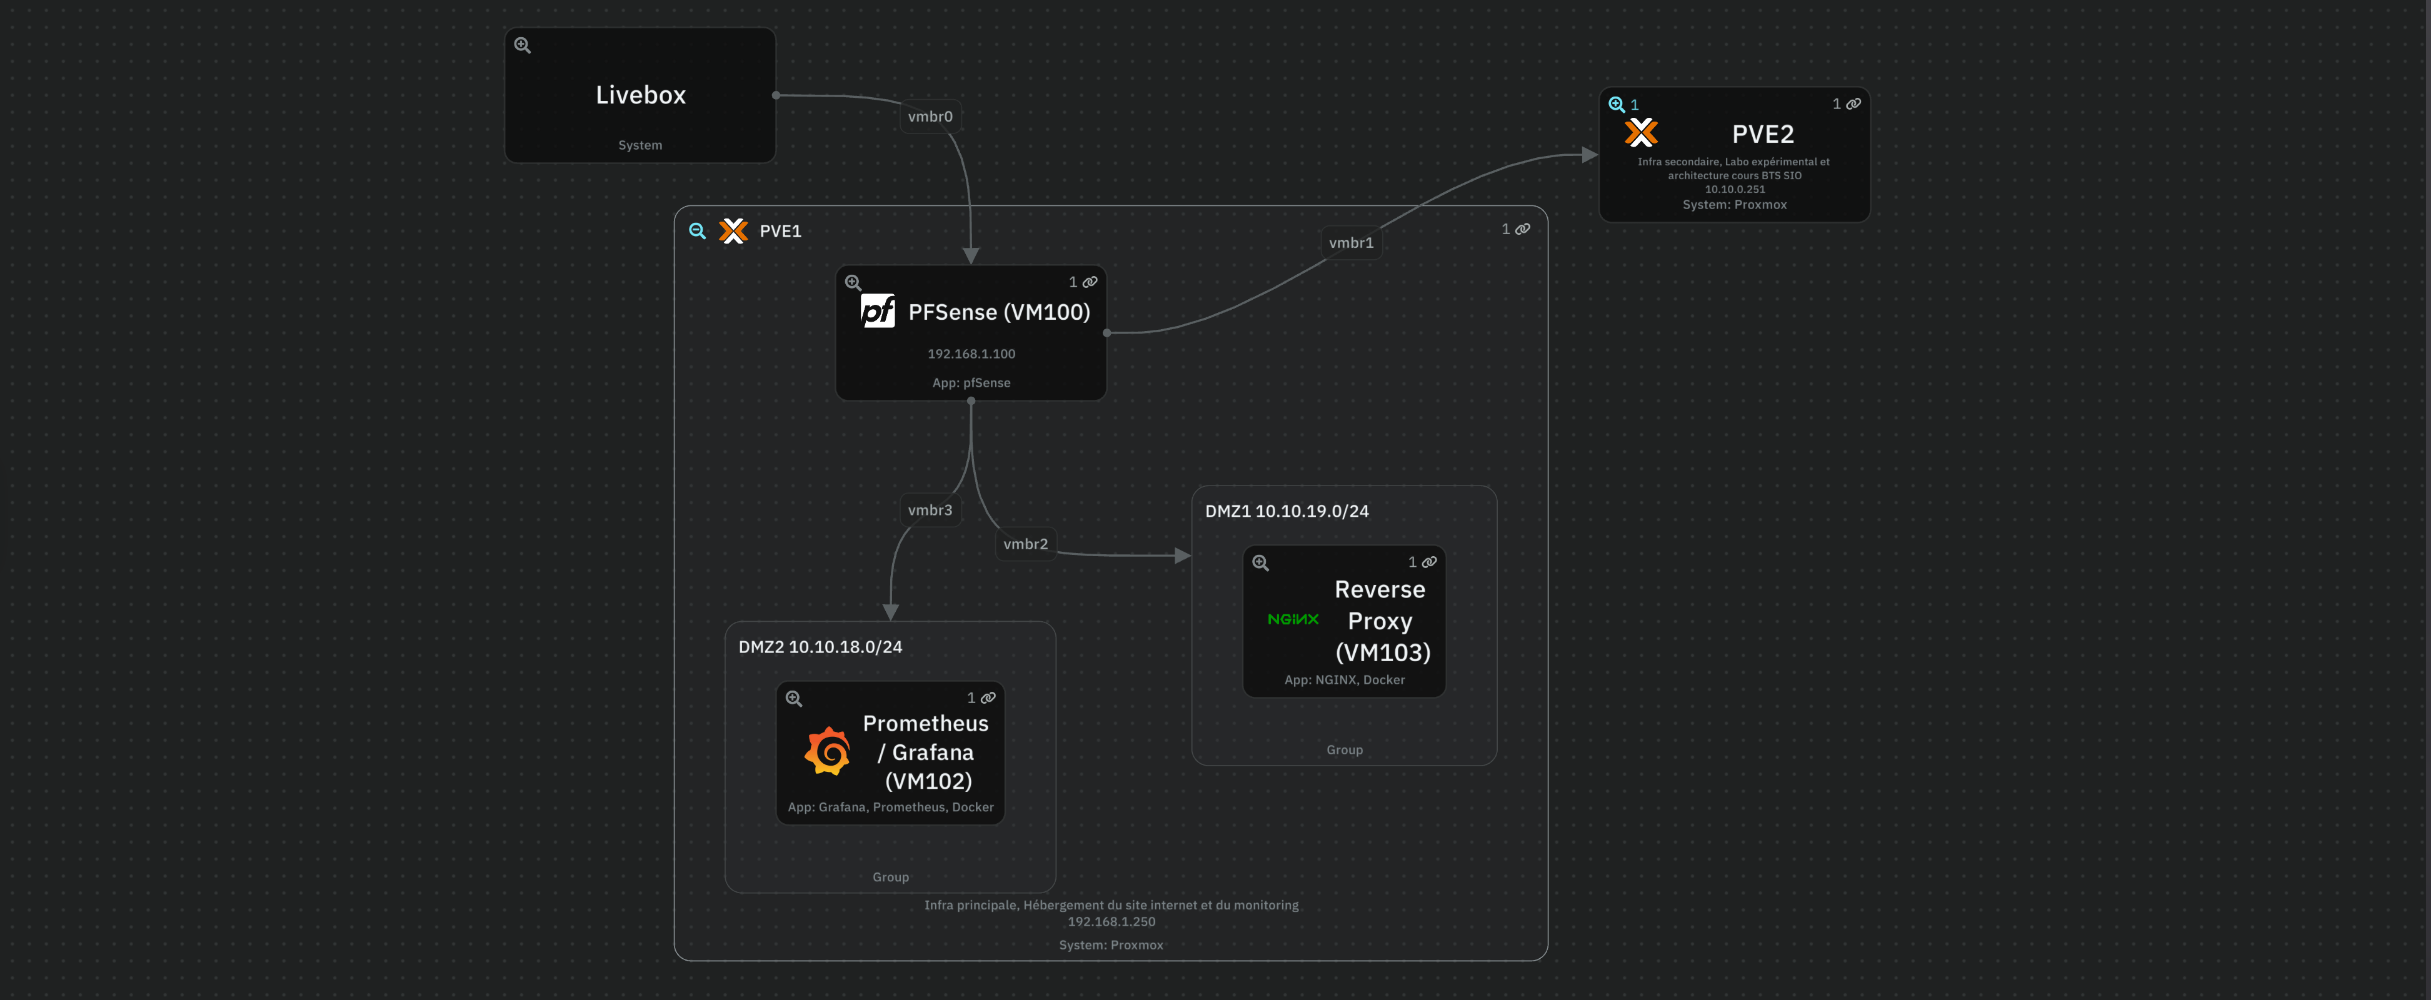 Livebox
System
vmbr0
1
1
PVE2
Infra secondaire, Labo expérimental et
architecture cours BTS SIO
10.10.0.251
System: Proxmox
PVE1
1
vmbr1
1
pf
PFSense (VM100)
192.168.1.100
App: pfSense
vmbr3
vmbr2
DMZ1 10.10.19.0/24
1
NGINX
Reverse
Proxy
(VM103)
App: NGINX, Docker
Group
DMZ2 10.10.18.0/24
1
Prometheus
/ Grafana
(VM102)
App: Grafana, Prometheus, Docker
Group
Infra principale, Hébergement du site internet et du monitoring
192.168.1.250
System: Proxmox